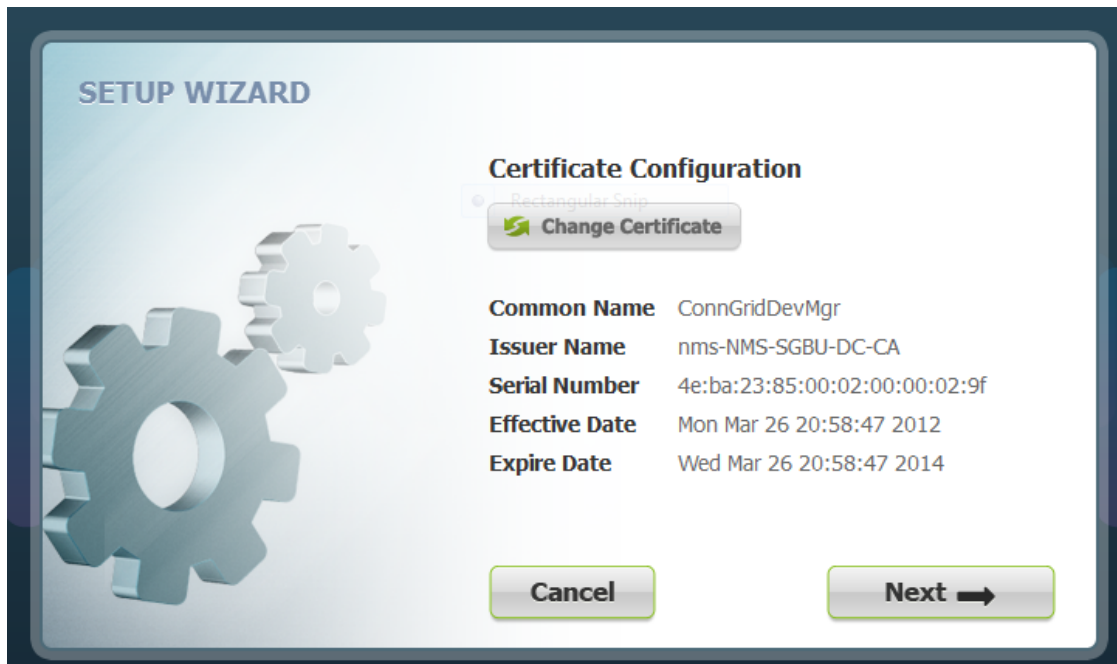 SETUP WIZARD
Certificate Configuration
Rectangular Snip
Change Certificate
Common Name ConnGridDevMgr
Issuer Name nms-NMS-SGBU-DC-CA
Serial Number 4e:ba:23:85:00:02:00:00:02:9f
Effective Date Mon Mar 26 20:58:47 2012
Expire Date Wed Mar 26 20:58:47 2014
Cancel Next